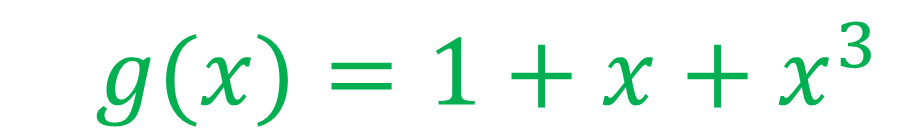 g(x) = 1 + x + x³